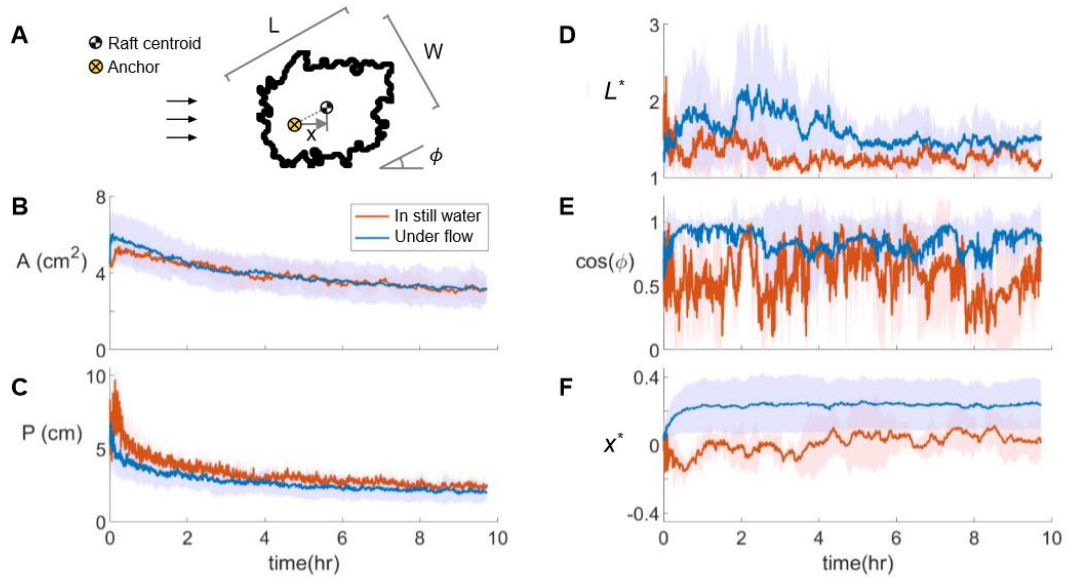 A
Raft centroid
Anchor
L
W
x
ϕ
B
8
A (cm²)
4
0
In still water
Under flow
C
10
P (cm)
5
0
0
2
4
6
8
10
time(hr)
D
3
L*
2
1
E
1
cos(ϕ)
0.5
0
F
0.4
x*
0
-0.4
0
2
4
6
8
10
time(hr)